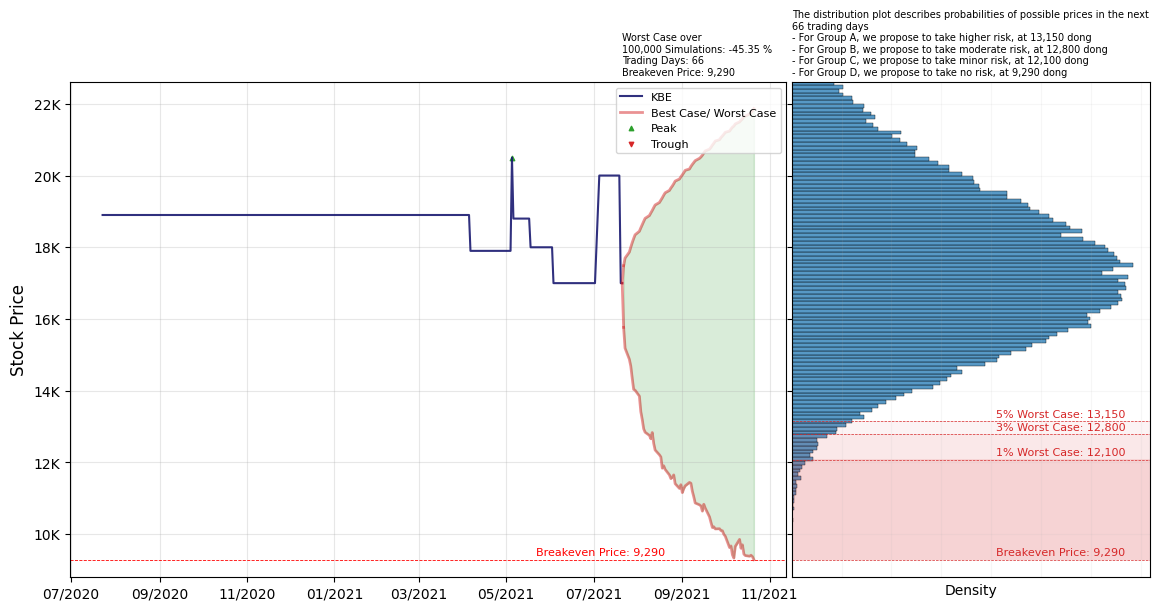 The distribution plot describes probabilities of possible prices in the next
66 trading days
- For Group A, we propose to take higher risk, at 13,150 dong
- For Group B, we propose to take moderate risk, at 12,800 dong
- For Group C, we propose to take minor risk, at 12,100 dong
- For Group D, we propose to take no risk, at 9,290 dong
Worst Case over
100,000 Simulations: -45.35 %
Trading Days: 66
Breakeven Price: 9,290
KBE
Best Case/ Worst Case
Peak
Trough
Stock Price
22K
20K
18K
16K
14K
12K
10K
Breakeven Price: 9,290
07/2020
09/2020
11/2020
01/2021
03/2021
05/2021
07/2021
09/2021
11/2021
5% Worst Case: 13,150
3% Worst Case: 12,800
1% Worst Case: 12,100
Breakeven Price: 9,290
Density